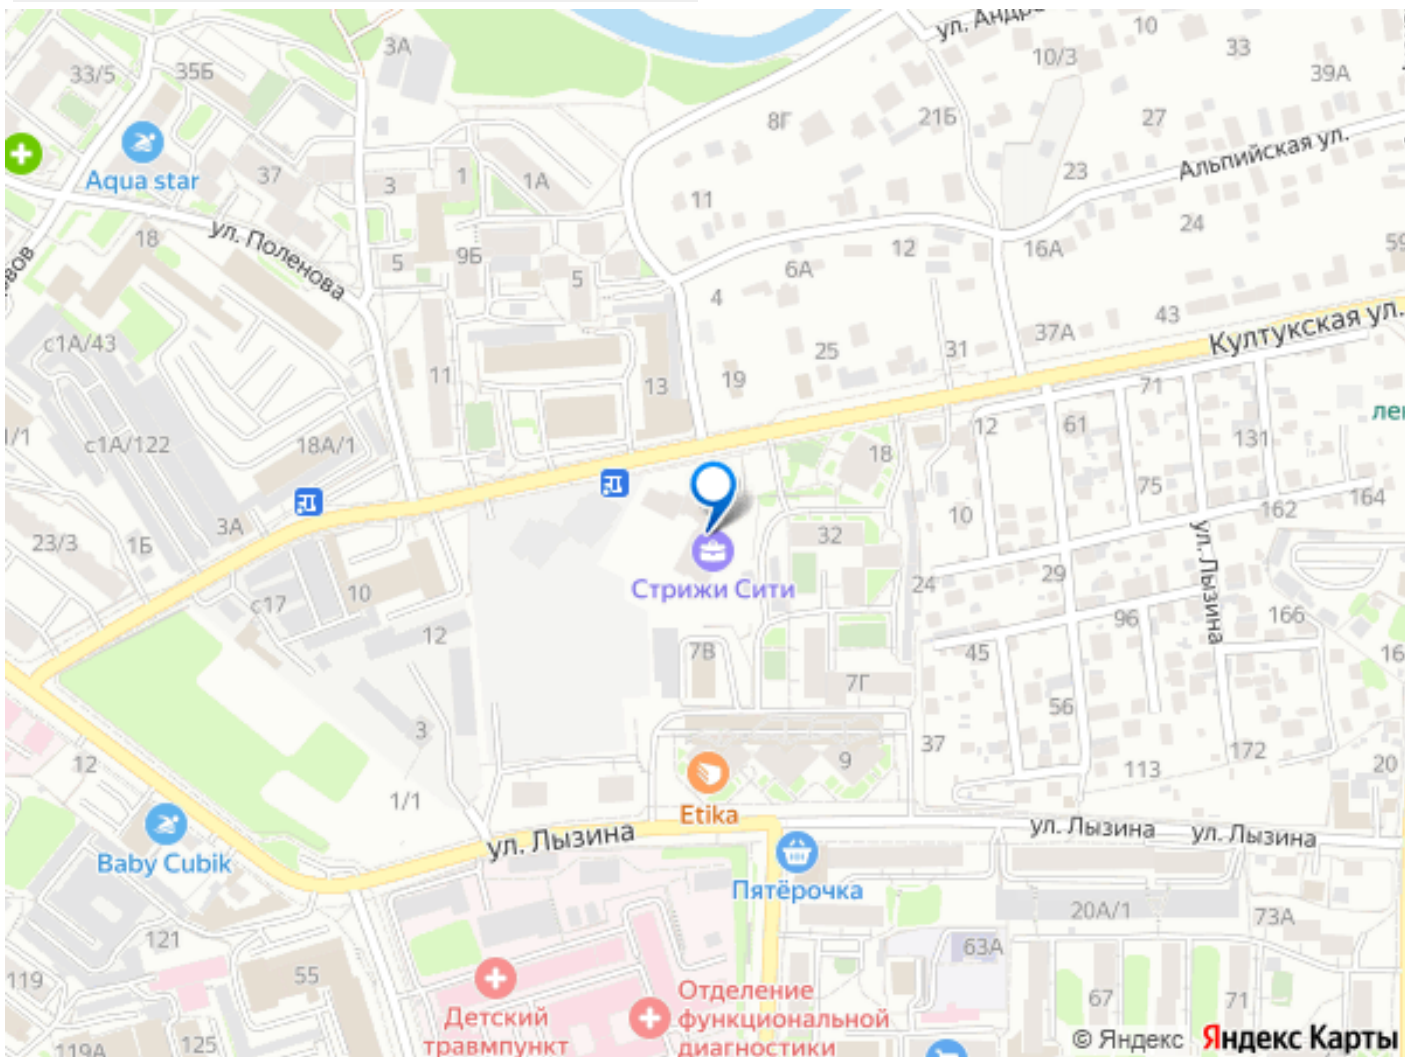 ул. Андр
10
10/3
33
39А
3А
33/5
35Б
8Г
21Б
27
Альпийская ул.
Aqua star
37
3
1
1А
11
23
24
18
ул. Поленова
5
9Б
5
6А
12
16А
59
4
43
37А
Култукская ул.
с1А/43
11
13
19
25
31
71
лен
1/1
с1А/122
18А/1
18
12
61
131
75
164
162
10
3А
23/3
1Б
32
ул. Лызина
Стрижи Сити
24
29
с17
10
12
96
166
7В
45
16
7Г
56
3
9
37
172
113
20
12
1/1
Etika
ул. Лызина
ул. Лызина
ул. Лызина
Baby Cubik
Пятёрочка
20А/1
73А
121
63А
119
55
Детский
травмпункт
Отделение
функциональной
диагностики
67
71
119А
125
© Яндекс Яндекс Карты